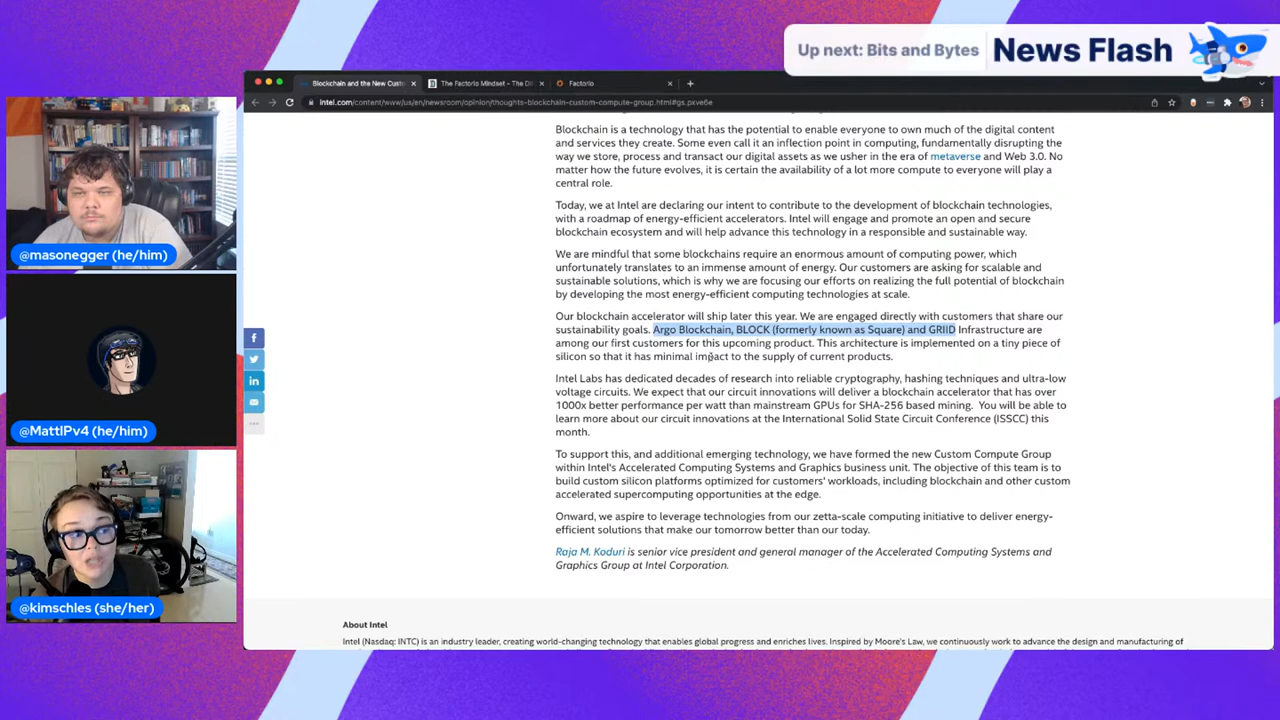 Up next: Bits and Bytes
News Flash
Blockchain and the New Custo
The Factorio Mindset - The Di
Factorio
intel.com/content/www/us/en/newsroom/opinion/thoughts-blockchain-custom-compute-group.html#gs.pxve6e
Blockchain is a technology that has the potential to enable everyone to own much of the digital content
and services they create. Some even call it an inflection point in computing, fundamentally disrupting the
way we store, process and transact our digital assets as we usher in the era of metaverse and Web 3.0. No
matter how the future evolves, it is certain the availability of a lot more compute to everyone will play a
central role.
Today, we at Intel are declaring our intent to contribute to the development of blockchain technologies,
with a roadmap of energy-efficient accelerators. Intel will engage and promote an open and secure
blockchain ecosystem and will help advance this technology in a responsible and sustainable way.
We are mindful that some blockchains require an enormous amount of computing power, which
unfortunately translates to an immense amount of energy. Our customers are asking for scalable and
sustainable solutions, which is why we are focusing our efforts on realizing the full potential of blockchain
by developing the most energy-efficient computing technologies at scale.
Our blockchain accelerator will ship later this year. We are engaged directly with customers that share our
sustainability goals. Argo Blockchain, BLOCK (formerly known as Square) and GRIID Infrastructure are
among our first customers for this upcoming product. This architecture is implemented on a tiny piece of
silicon so that it has minimal impact to the supply of current products.
Intel Labs has dedicated decades of research into reliable cryptography, hashing techniques and ultra-low
voltage circuits. We expect that our circuit innovations will deliver a blockchain accelerator that has over
1000x better performance per watt than mainstream GPUs for SHA-256 based mining. You will be able to
learn more about our circuit innovations at the International Solid State Circuit Conference (ISSCC) this
month.
To support this, and additional emerging technology, we have formed the new Custom Compute Group
within Intel's Accelerated Computing Systems and Graphics business unit. The objective of this team is to
build custom silicon platforms optimized for customers' workloads, including blockchain and other custom
accelerated supercomputing opportunities at the edge.
Onward, we aspire to leverage technologies from our zetta-scale computing initiative to deliver energy-
efficient solutions that make our tomorrow better than our today.
Raja M. Koduri is senior vice president and general manager of the Accelerated Computing Systems and
Graphics Group at Intel Corporation.
About Intel
Intel (Nasdaq: INTC) is an industry leader, creating world-changing technology that enables global progress and enriches lives. Inspired by Moore's Law, we continuously work to advance the design and manufacturing of
@masonegger (he/him)
@MattIPv4 (he/him)
@kimschles (she/her)